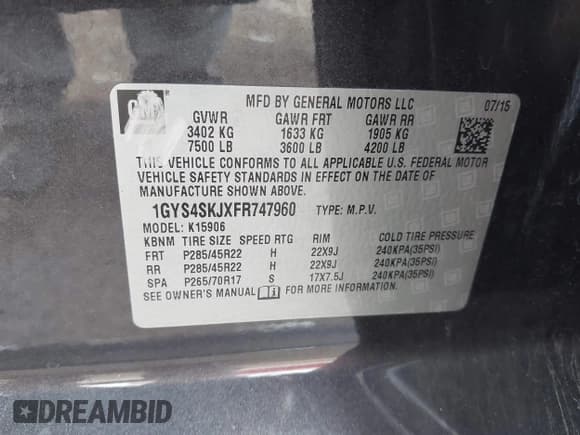 GM
MFD BY GENERAL MOTORS LLC 07/15
GVWR GAWR FRT GAWR RR
3402 KG 1633 KG 1905 KG
7500 LB 3600 LB 4200 LB
THIS VEHICLE CONFORMS TO ALL APPLICABLE U.S. FEDERAL MOTOR
VEHICLE SAFETY STANDARDS IN EFFECT ON THE DATE OF
MANUFACTURE SHOWN ABOVE.
1GYS4SKJXFR747960 TYPE: M.P.V.
MODEL: K15906
KBNM TIRE SIZE SPEED RTG RIM COLD TIRE PRESSURE
FRT P285/45R22 H 22X9J 240KPA(35PSI)
RR P285/45R22 H 22X9J 240KPA(35PSI)
SPA P265/70R17 S 17X7.5J 240KPA(35PSI)
SEE OWNER'S MANUAL FOR MORE INFORMATION.
DREAMBID